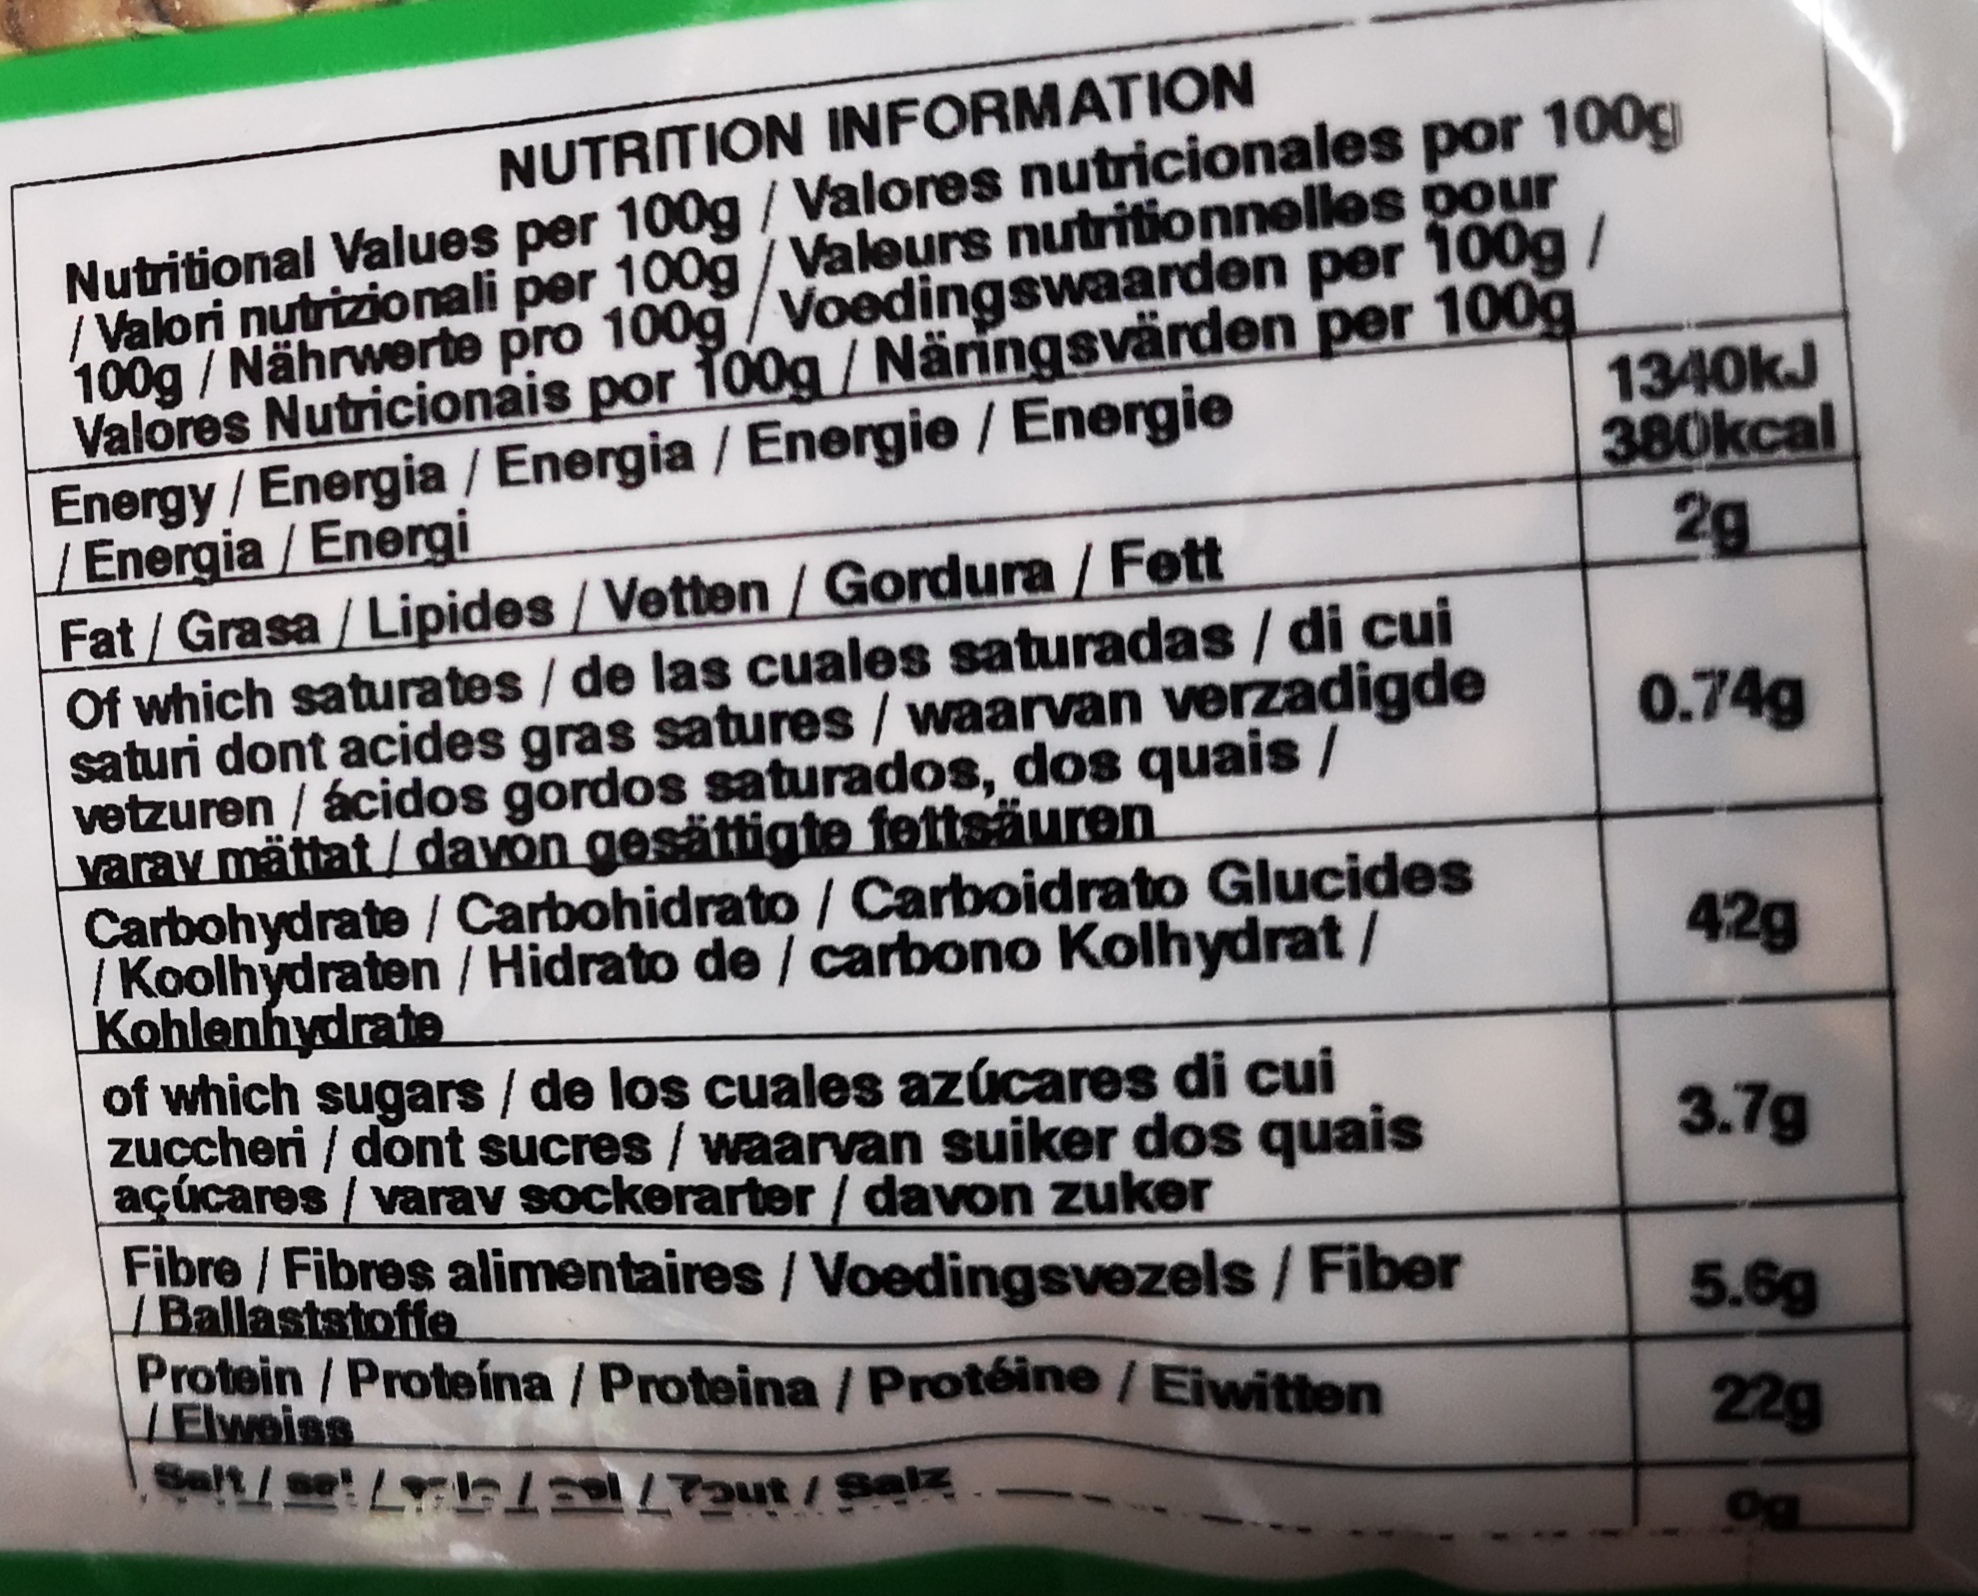 NUTRITION INFORMATION
Nutritional Values per 100g / Valores nutricionales por 100g
/ Valori nutrizionali per 100g / Valeurs nutritionnelles pour
100g / Nährwerte pro 100g / Voedingswaarden per 100g /
Valores Nutricionais por 100g / Näringsvärden per 100g
Energy / Energia / Energia / Energie / Energie
/ Energia / Energi
1340kJ
380kcal
Fat / Grasa / Lipides / Vetten / Gordura / Fett
2g
Of which saturates / de las cuales saturadas / di cui
saturi dont acides gras satures / waarvan verzadigde
vetzuren / ácidos gordos saturados, dos quais /
varav mättat / davon gesättigte fettsäuren
0.74g
Carbohydrate / Carbohidrato / Carboidrato Glucides
/ Koolhydraten / Hidrato de / carbono Kolhydrat /
Kohlenhydrate
42g
of which sugars / de los cuales azúcares di cui
zuccheri / dont sucres / waarvan suiker dos quais
açúcares / varav sockerarter / davon zuker
3.7g
Fibre / Fibres alimentaires / Voedingsvezels / Fiber
/ Ballaststoffe
5.6g
Protein / Proteína / Proteina / Protéine / Eiwitten
/ Elweiss
22g
Salt / / / / / Salz
0g